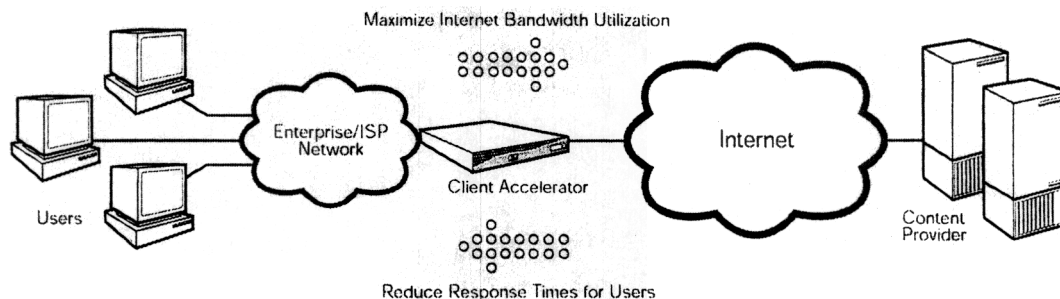 Maximize Internet Bandwidth Utilization
Enterprise/ISP
Network
Internet
Client Accelerator
Users
Content
Provider
Reduce Response Times for Users